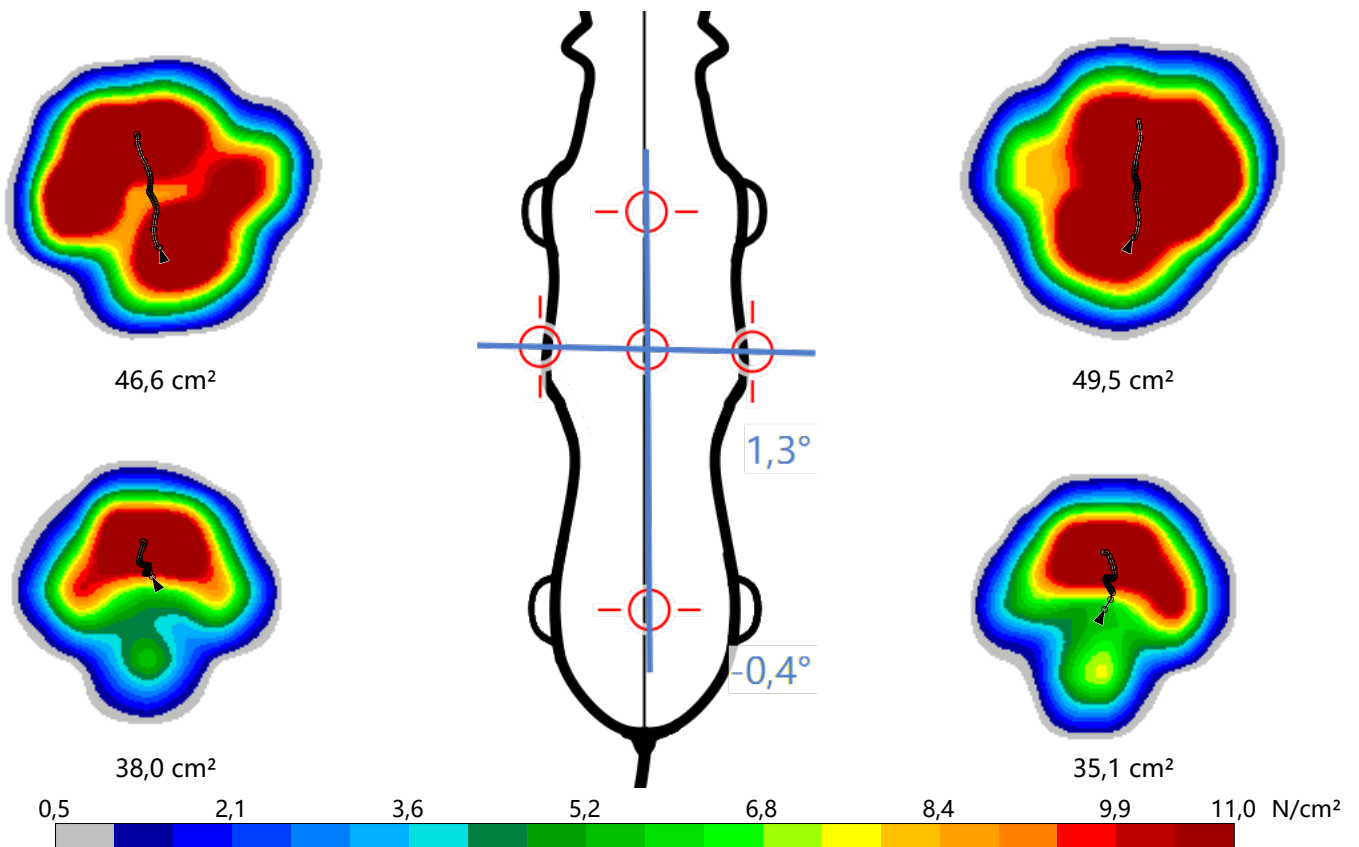 46,6 cm²
49,5 cm²
1,3°
-0,4°
38,0 cm²
35,1 cm²
0,5 2,1 3,6 5,2 6,8 8,4 9,9 11,0 N/cm²